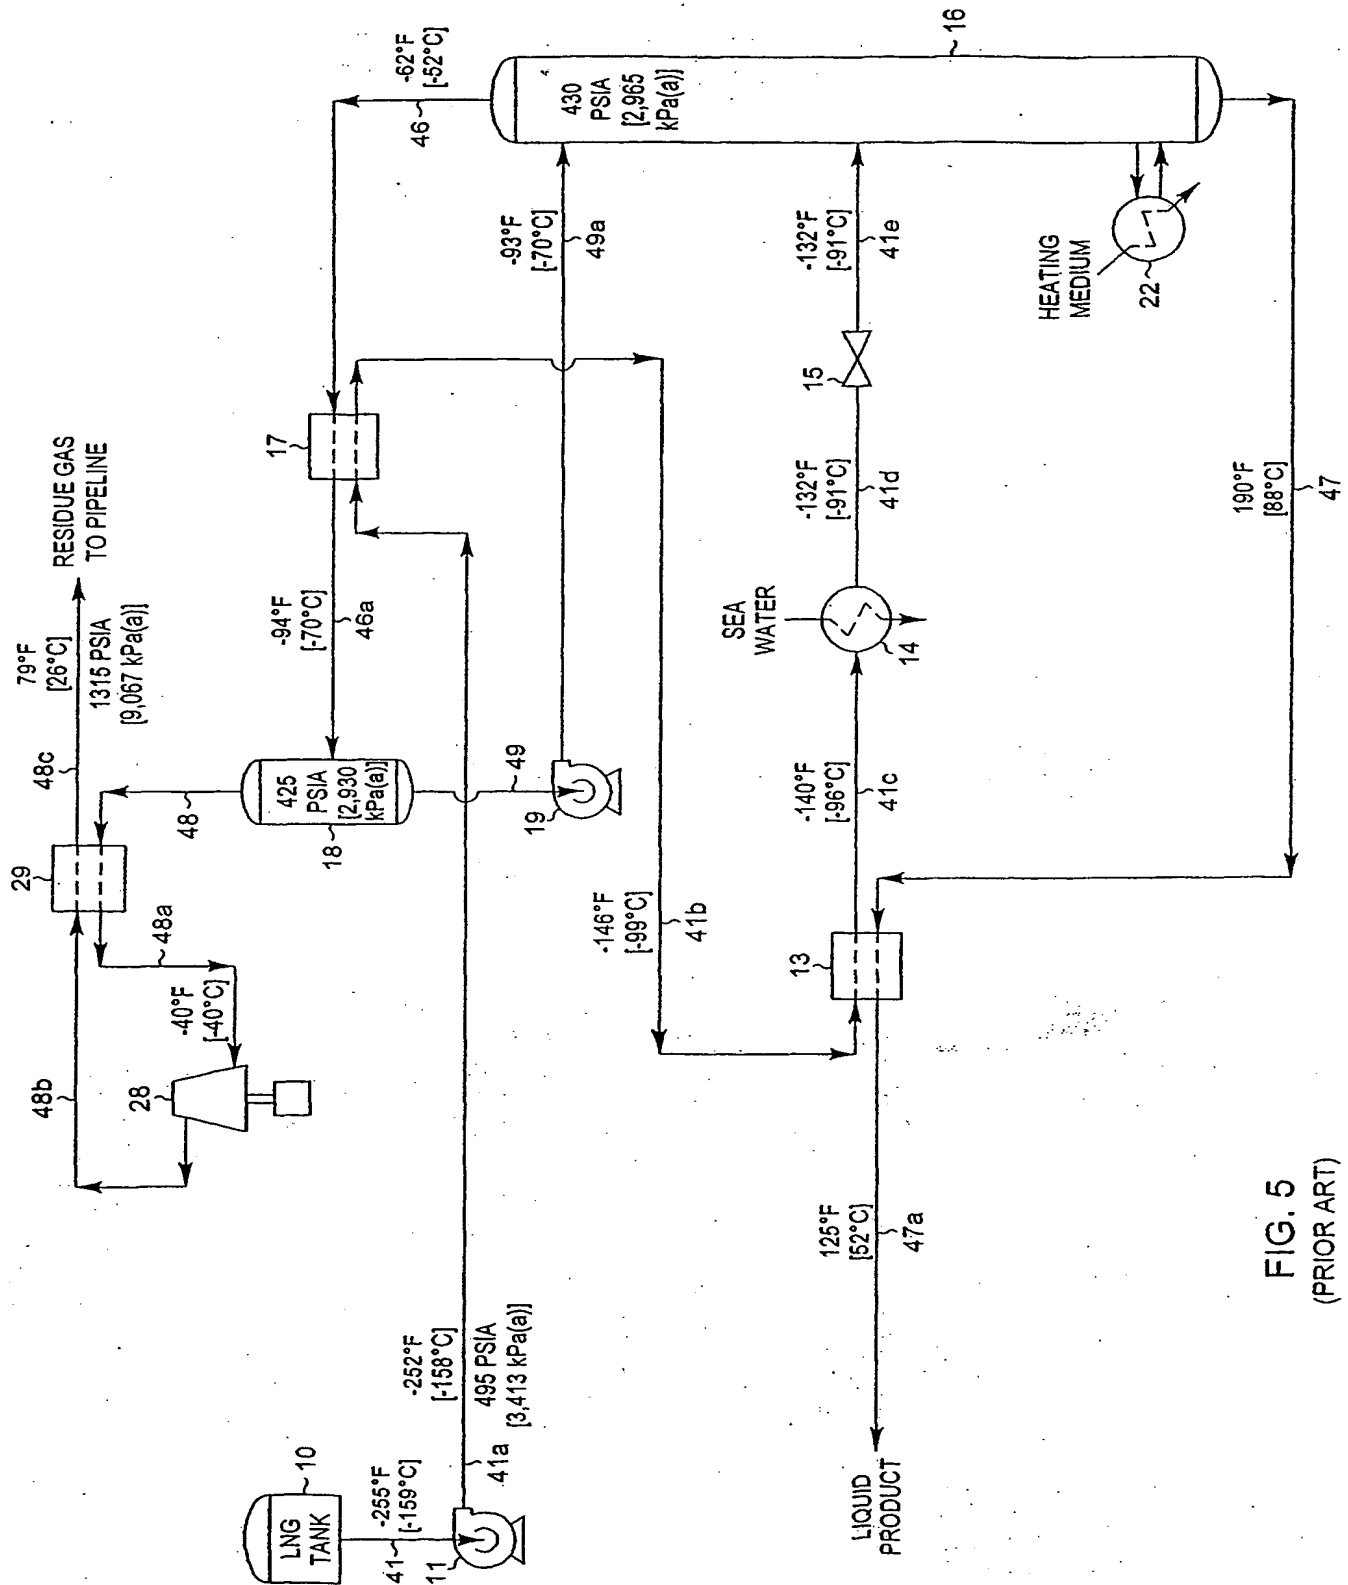 LNG
TANK
10
-255°F
[-159°C]
41
11
-252°F
[-158°C]
495 PSIA
[3,413 kPa(a)]
41a
48b
28
-40°F
[-40°C]
48a
29
48
48c
79°F
[26°C]
1315 PSIA
[9,067 kPa(a)]
RESIDUE GAS
TO PIPELINE
425
PSIA
[2,930
kPa(a)]
18
49
19
-94°F
[-70°C]
46a
17
-62°F
[-52°C]
46
430
PSIA
[2,965
kPa(a)]
16
-93°F
[-70°C]
49a
-146°F
[-99°C]
41b
13
-140°F
[-96°C]
41c
SEA
WATER
14
-132°F
[-91°C]
41d
15
-132°F
[-91°C]
41e
HEATING
MEDIUM
22
190°F
[88°C]
47
125°F
[52°C]
47a
LIQUID
PRODUCT
FIG. 5
(PRIOR ART)